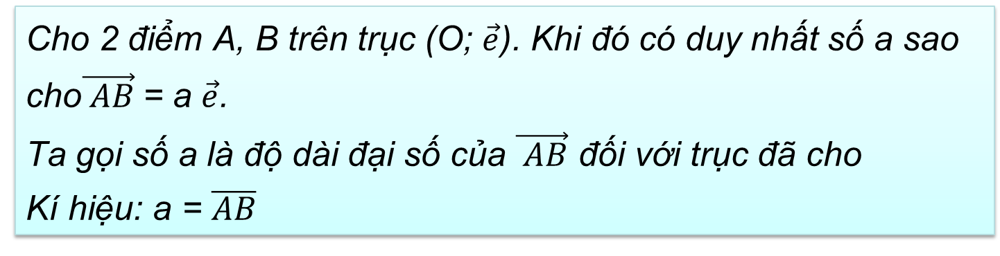 Cho 2 điểm A, B trên trục (O; \vec{e}). Khi đó có duy nhất số a sao
cho \overrightarrow{AB} = a \vec{e}.
Ta gọi số a là độ dài đại số của \overrightarrow{AB} đối với trục đã cho
Kí hiệu: a = \overline{AB}